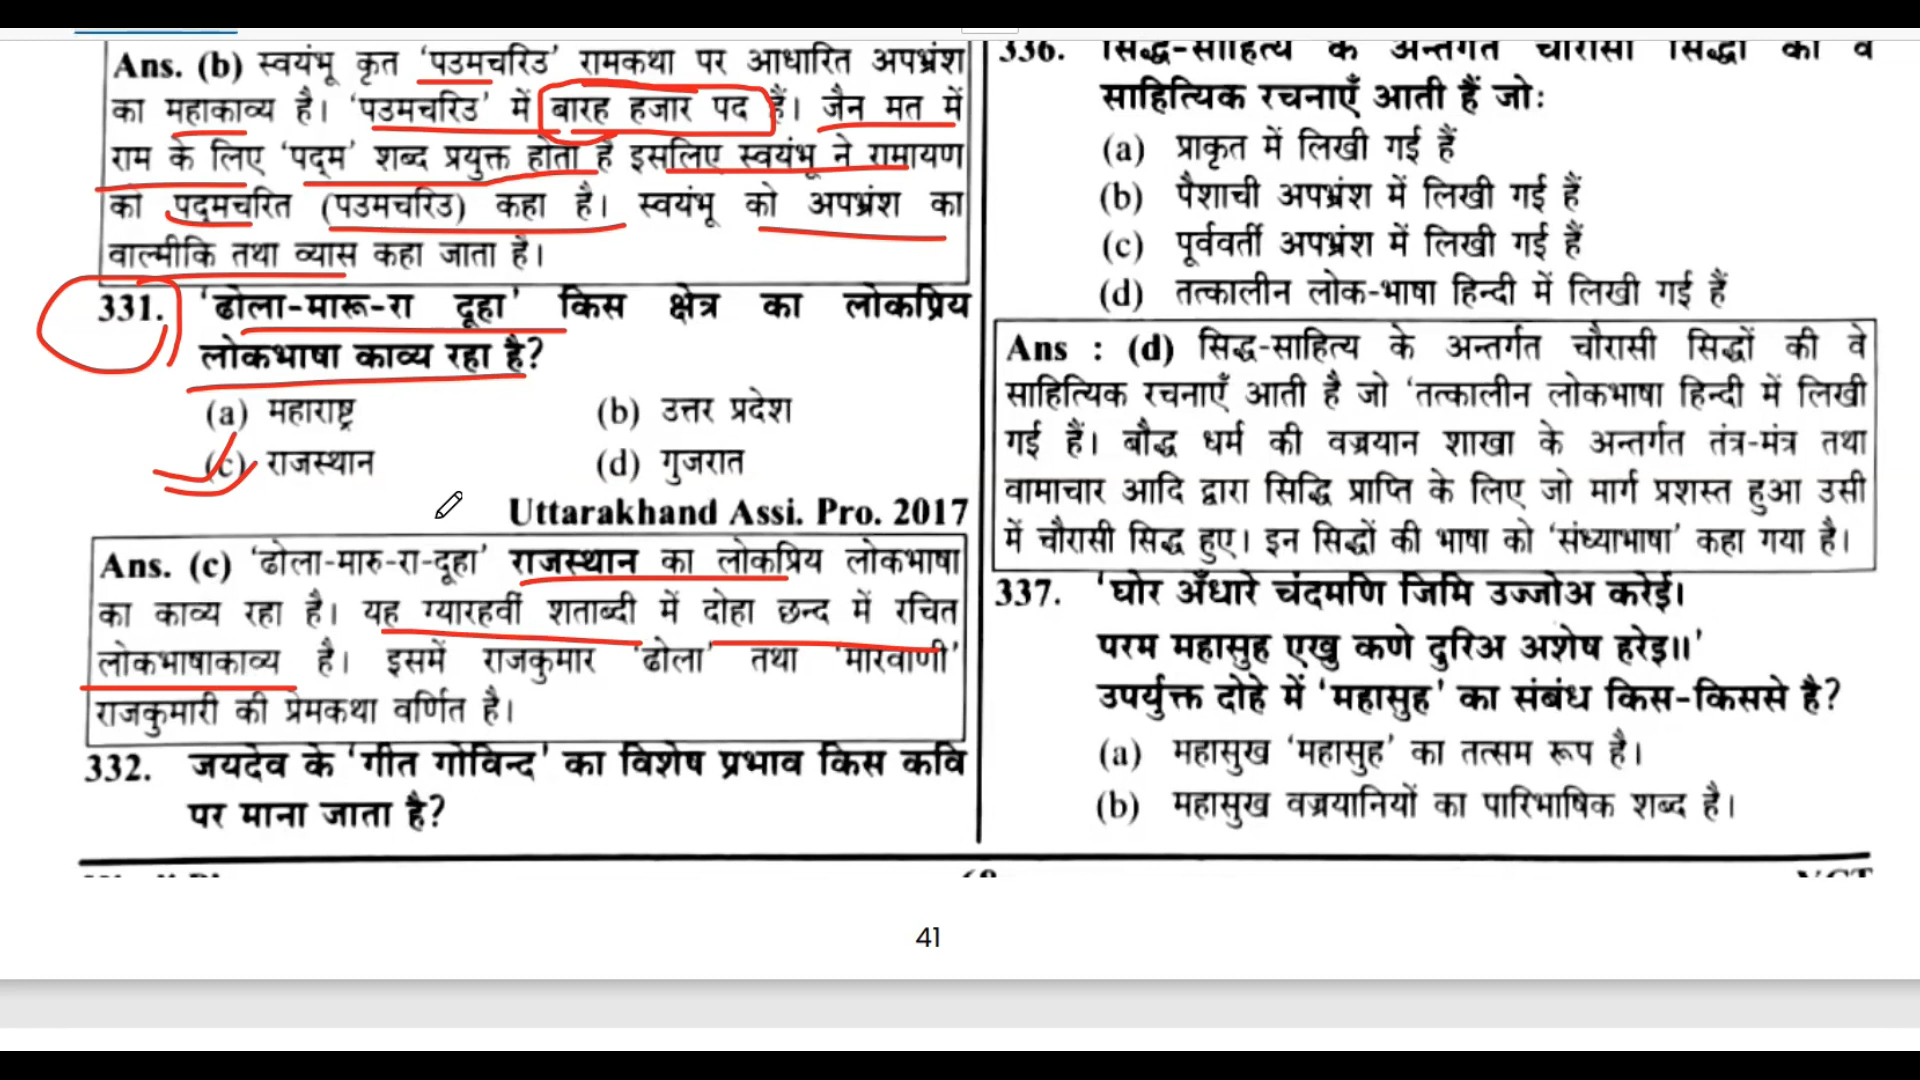 Ans. (b) स्वयंभू कृत ‘पउमचरिउ’ रामकथा पर आधारित अपभ्रंश
का महाकाव्य है। ‘पउमचरिउ’ में बारह हजार पद हैं। जैन मत में
राम के लिए ‘पद्म’ शब्द प्रयुक्त होता है इसलिए स्वयंभू ने रामायण
को पद्मचरित (पउमचरिउ) कहा है। स्वयंभू को अपभ्रंश का
वाल्मीकि तथा व्यास कहा जाता है।
331. ‘ढोला-मारू-रा दूहा’ किस क्षेत्र का लोकप्रिय
लोकभाषा काव्य रहा है?
(a) महाराष्ट्र (b) उत्तर प्रदेश
(c) राजस्थान (d) गुजरात
Uttarakhand Assi. Pro. 2017
Ans. (c) ‘ढोला-मारु-रा-दूहा’ राजस्थान का लोकप्रिय लोकभाषा
का काव्य रहा है। यह ग्यारहवीं शताब्दी में दोहा छन्द में रचित
लोकभाषाकाव्य है। इसमें राजकुमार ‘ढोला’ तथा ‘मारवाणी’
राजकुमारी की प्रेमकथा वर्णित है।
332. जयदेव के ‘गीत गोविन्द’ का विशेष प्रभाव किस कवि
पर माना जाता है?
336. सिद्ध-साहित्य के अन्तर्गत चौरासी सिद्धों की वे
साहित्यिक रचनाएँ आती हैं जो:
(a) प्राकृत में लिखी गई हैं
(b) पैशाची अपभ्रंश में लिखी गई हैं
(c) पूर्ववर्ती अपभ्रंश में लिखी गई हैं
(d) तत्कालीन लोक-भाषा हिन्दी में लिखी गई हैं
Ans : (d) सिद्ध-साहित्य के अन्तर्गत चौरासी सिद्धों की वे
साहित्यिक रचनाएँ आती है जो ‘तत्कालीन लोकभाषा हिन्दी में लिखी
गई हैं। बौद्ध धर्म की वज्रयान शाखा के अन्तर्गत तंत्र-मंत्र तथा
वामाचार आदि द्वारा सिद्धि प्राप्ति के लिए जो मार्ग प्रशस्त हुआ उसी
में चौरासी सिद्ध हुए। इन सिद्धों की भाषा को ‘संध्याभाषा’ कहा गया है।
337. ‘घोर अँधारे चंदमणि जिमि उज्जोअ करेई।
परम महासुह एखु कणे दुरिअ अशेष हरेइ॥’
उपर्युक्त दोहे में ‘महासुह’ का संबंध किस-किससे है?
(a) महासुख ‘महासुह’ का तत्सम रूप है।
(b) महासुख वज्रयानियों का पारिभाषिक शब्द है।
41